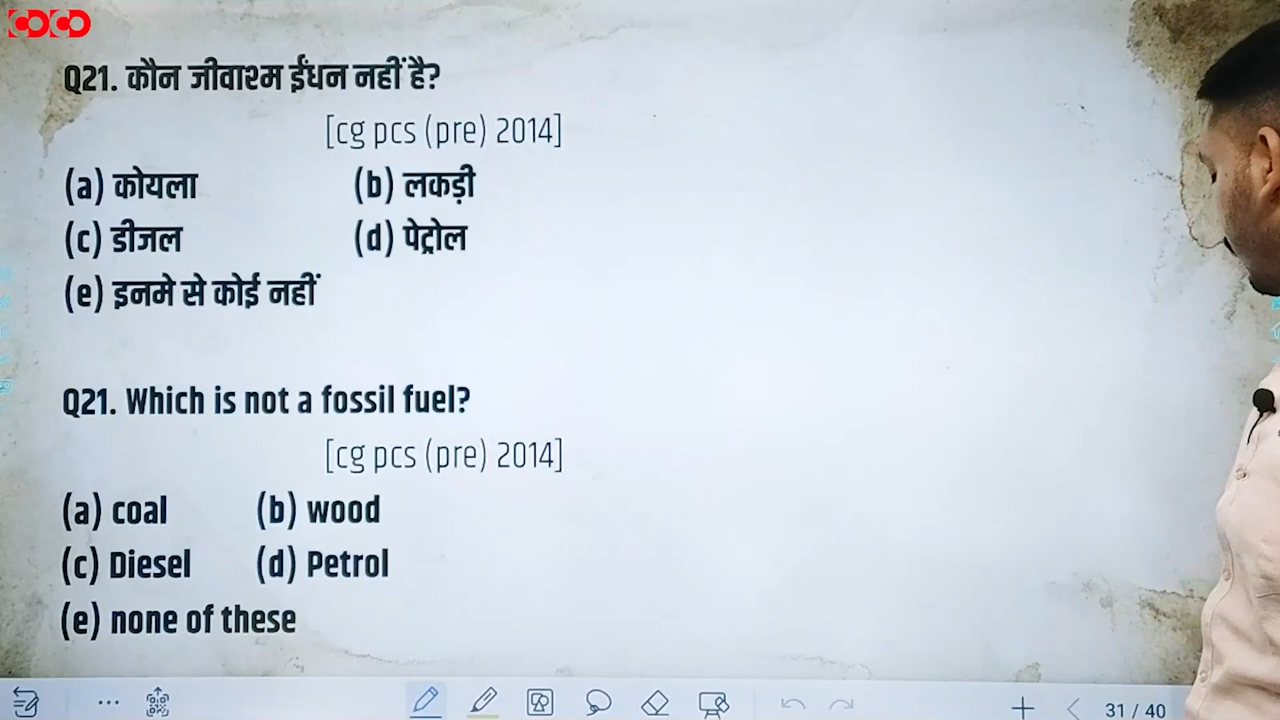 COCO
Q21. कौन जीवाश्म ईंधन नहीं है?
[cg pcs (pre) 2014]
(a) कोयला (b) लकड़ी
(c) डीजल (d) पेट्रोल
(e) इनमे से कोई नहीं
Q21. Which is not a fossil fuel?
[cg pcs (pre) 2014]
(a) coal (b) wood
(c) Diesel (d) Petrol
(e) none of these
31 / 40